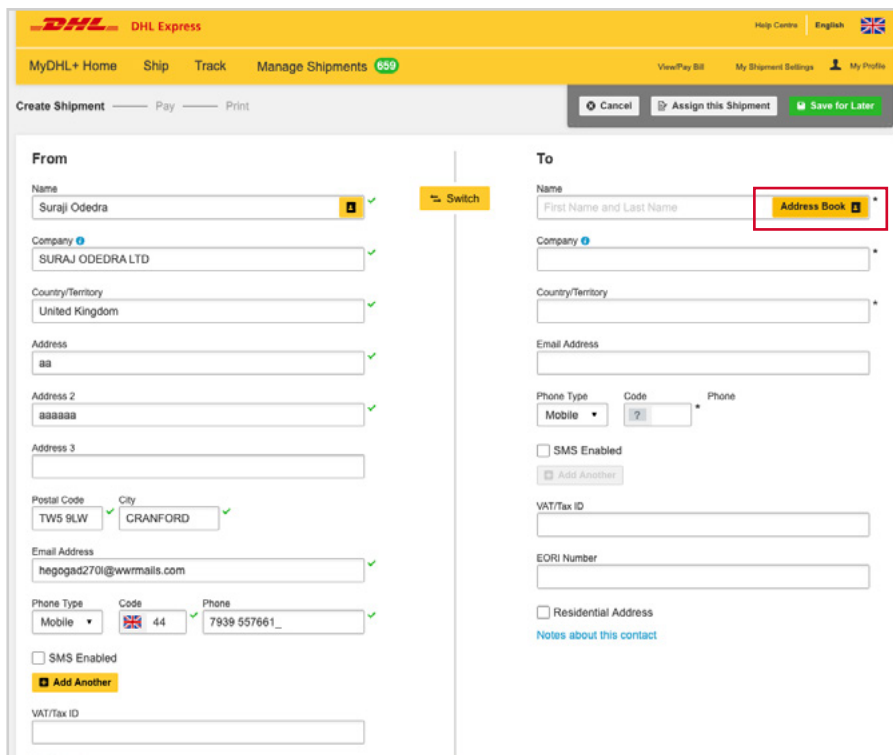 DHL DHL Express
Help Centre English
MyDHL+ Home Ship Track Manage Shipments 659
View/Pay Bill My Shipment Settings My Profile
Create Shipment Pay Print
Cancel Assign this Shipment Save for Later
From
Name
Suraji Odedra
Company
SURAJ ODEDRA LTD
Country/Territory
United Kingdom
Address
aa
Address 2
aaaaaa
Address 3
Postal Code City
TW5 9LW CRANFORD
Email Address
hegogad270l@wwrmails.com
Phone Type Code Phone
Mobile 44 7939 557661_
SMS Enabled
Add Another
VAT/Tax ID
Switch
To
Name
First Name and Last Name Address Book *
Company
*
Country/Territory
*
Email Address
Phone Type Code Phone
Mobile ? *
SMS Enabled
Add Another
VAT/Tax ID
EORI Number
Residential Address
Notes about this contact